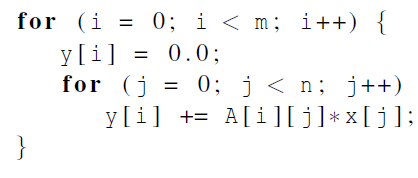 for (i = 0; i < m; i++) {
y[i] = 0.0;
for (j = 0; j < n; j++)
y[i] += A[i][j]*x[j];
}